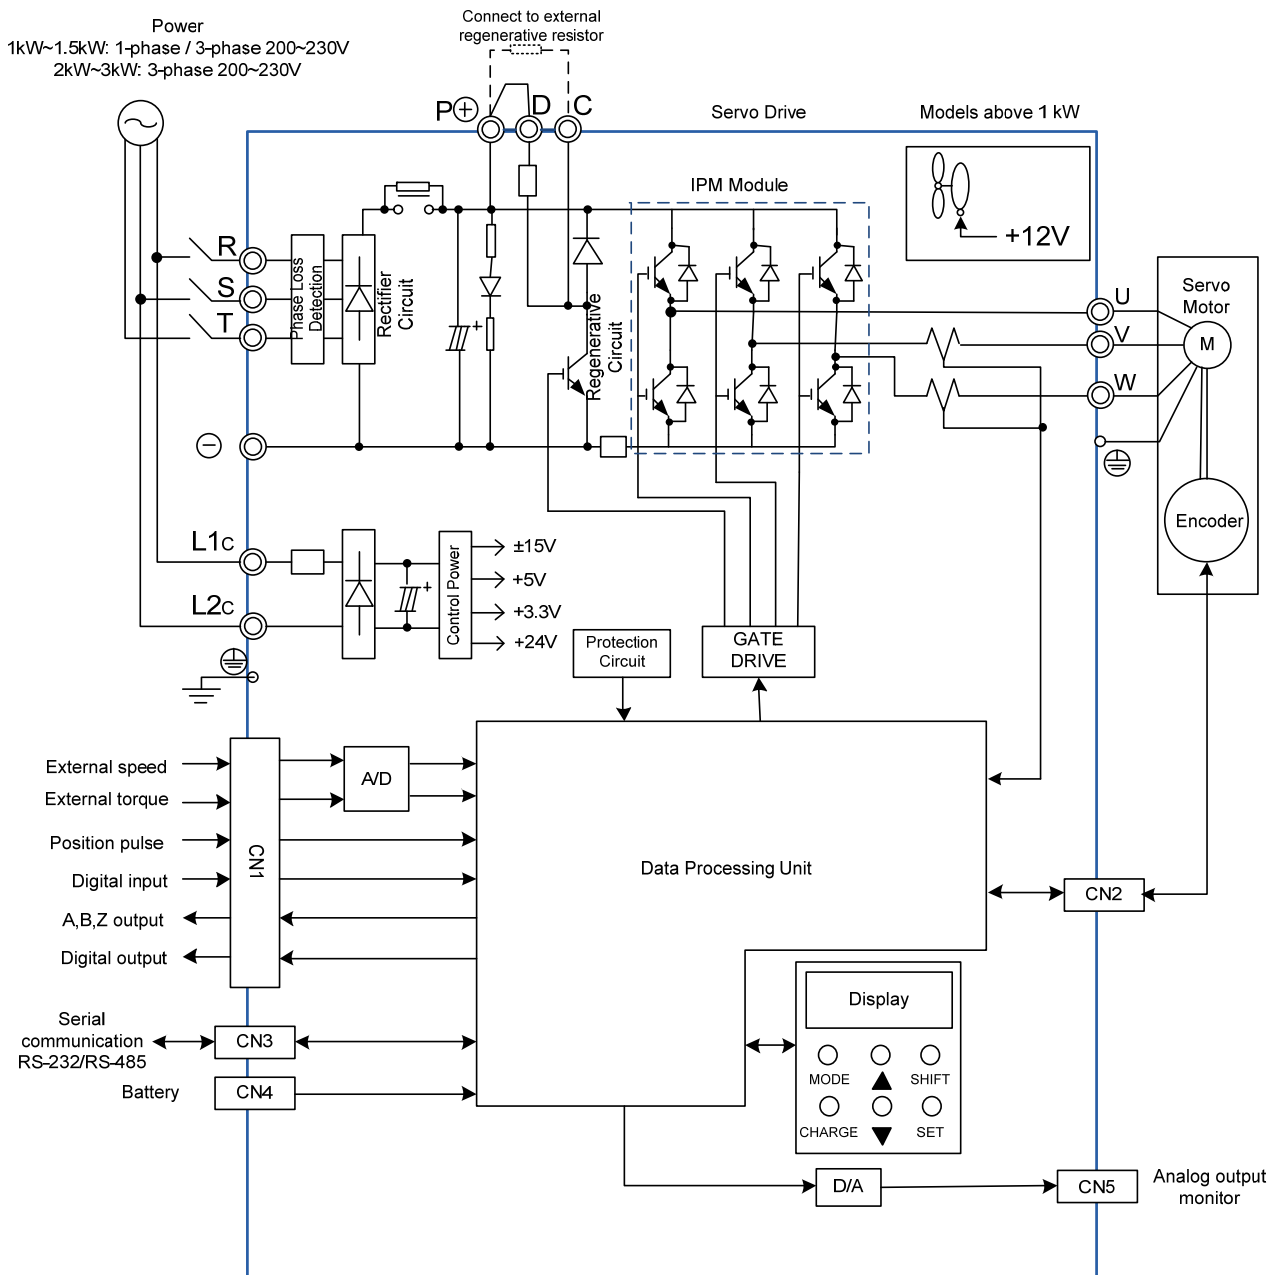 Power
1kW~1.5kW: 1-phase / 3-phase 200~230V
2kW~3kW: 3-phase 200~230V
Connect to external
regenerative resistor
P
D
C
Servo Drive
Models above 1 kW
IPM Module
+12V
R
S
T
Phase Loss
Detection
Rectifier
Circuit
+
Regenerative
Circuit
U
V
W
Servo
Motor
M
Encoder
L1C
L2C
+
Control Power
±15V
+5V
+3.3V
+24V
Protection
Circuit
GATE
DRIVE
External speed
External torque
Position pulse
Digital input
A,B,Z output
Digital output
CN1
A/D
Data Processing Unit
CN2
Serial
communication
RS-232/RS-485
CN3
Battery
CN4
Display
MODE
SHIFT
CHARGE
SET
D/A
CN5
Analog output
monitor